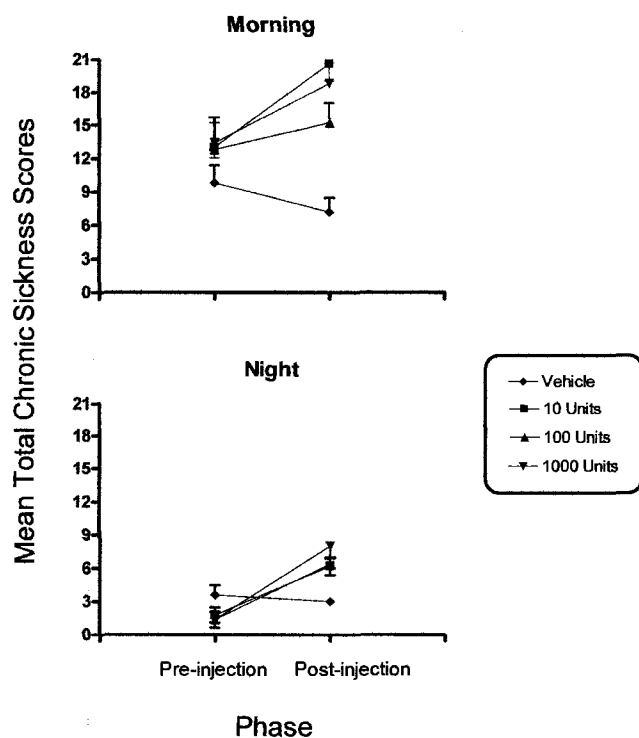 Morning
Mean Total Chronic Sickness Scores
21
18
15
12
9
6
3
0
Night
21
18
15
12
9
6
3
0
Pre-injection Post-injection
Phase
Vehicle
10 Units
100 Units
1000 Units